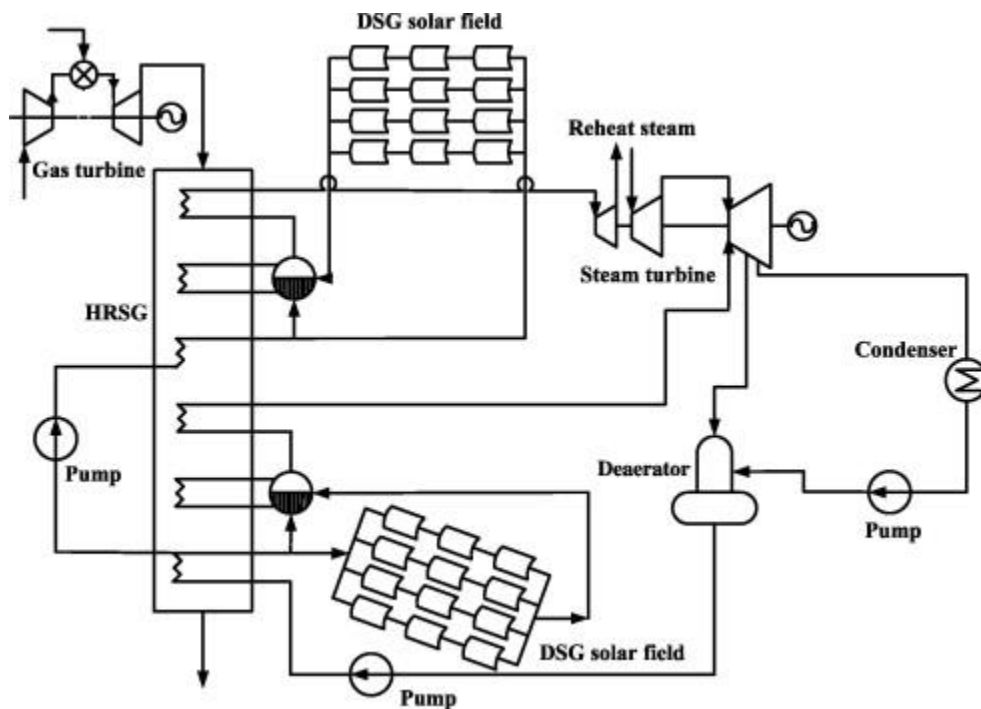 DSG solar field
Gas turbine
Reheat steam
Steam turbine
HRSG
Condenser
Pump
Deaerator
Pump
DSG solar field
Pump